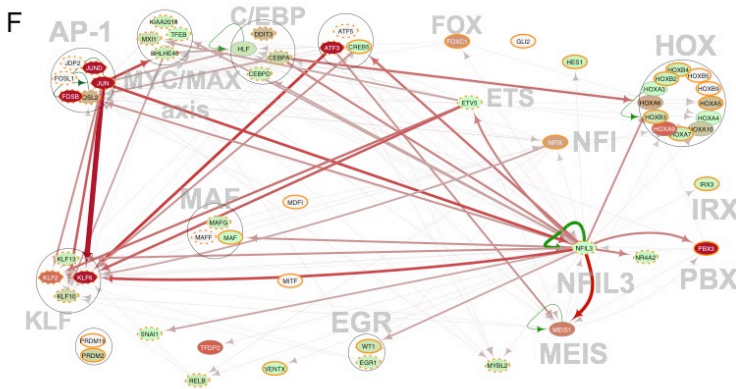 F
AP-1
C/EBP
FOX
HOX
MYC/MAX
axis
ETS
NFI
MAF
IRX
NFIL3
PBX
KLF
EGR
MEIS
JDP2
JUND
FOSL1
JUN
FOSB
KIAA2018
MXI1
TFEB
BHLHE40
DDIT3
HLF
CEBPA
CEBPD
ATF5
ATF3
CREB5
FOXC1
GLI2
HES1
HOXB4
HOXB2
HOXB5
HOXA3
HOXB9
HOXA6
HOXA5
HOXB3
HOXA4
HOXA10
HOXA7
ETV5
NFIX
IRX3
MDFI
MAFG
MAFF
MAF
NFIL3
NR4A2
PBX3
KLF13
KLF2
KLF6
KLF10
MITF
PRDM16
PRDM2
SNAI1
TFDP2
RELB
VENTX
WT1
EGR1
MYBL2
MEIS1